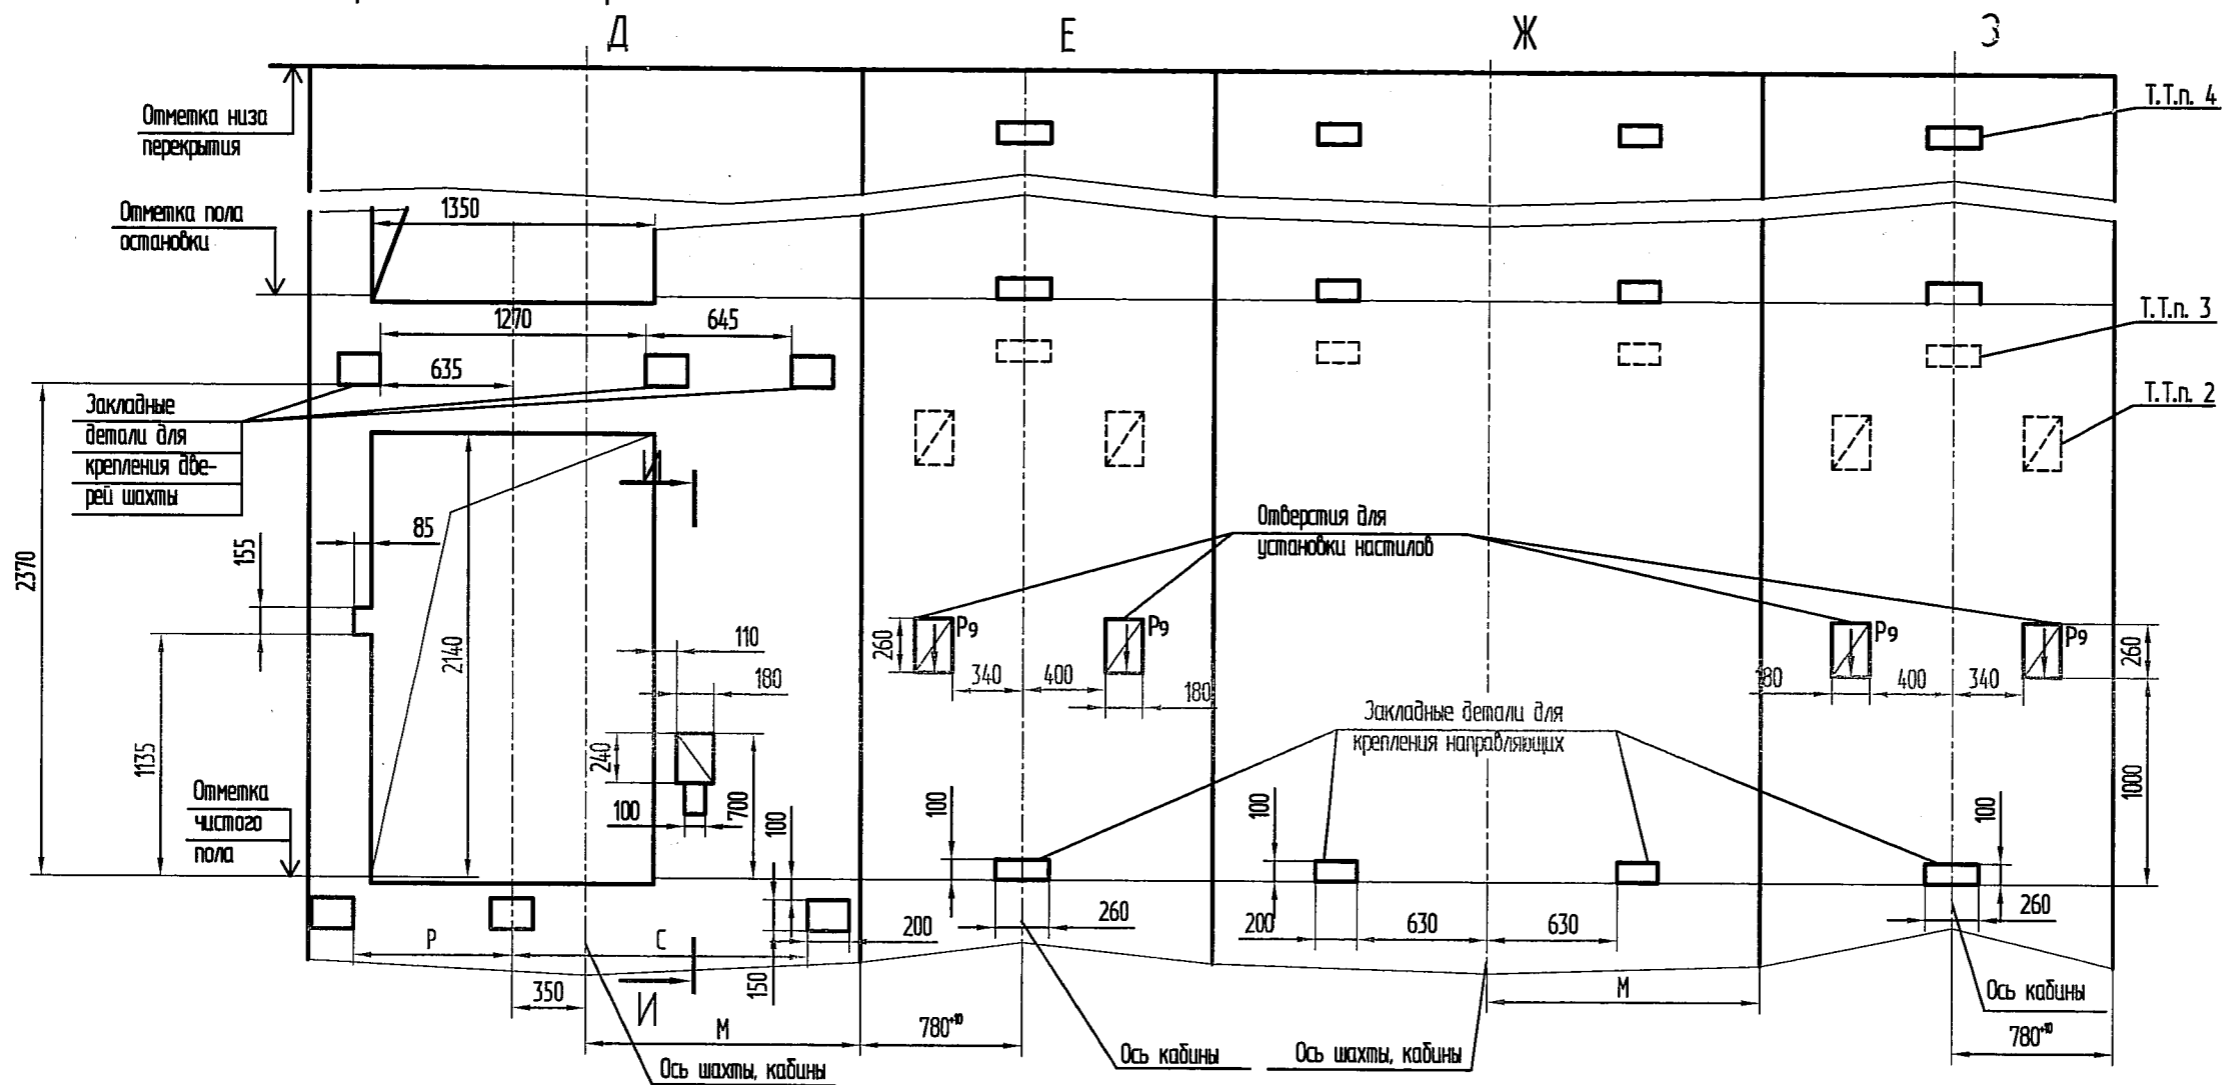 Д
Е
Ж
З
Т.Т.п. 4
Отметка низа
перекрытия
Отметка пола
остановки
1350
1270
645
635
Т.Т.п. 3
Т.Т.п. 2
Закладные
детали для
крепления две-
рей шахты
И
85
155
2370
2140
1135
Отверстия для
установки настилов
110
180
260
P9
P9
340
400
180
P9
P9
180
400
340
260
1000
240
100
700
100
Закладные детали для
крепления направляющих
Отметка
чистого
пола
100
100
100
200
260
200
630
630
260
Р
С
150
350
И
М
780⁺¹⁰
М
Ось кабины
780⁺¹⁰
Ось шахты, кабины
Ось кабины
Ось шахты, кабины